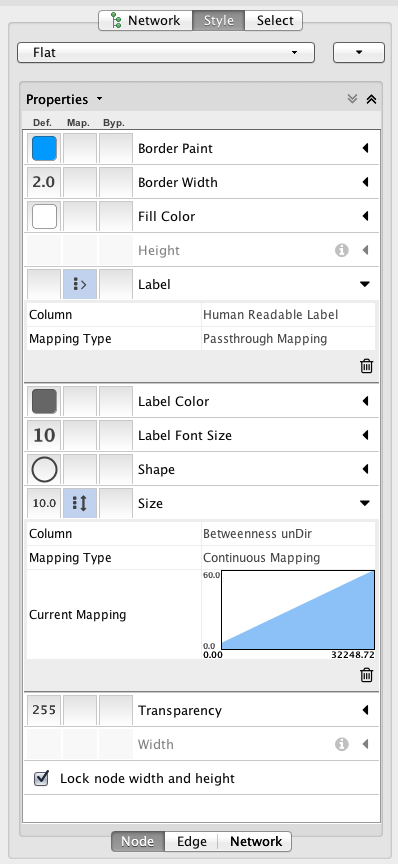 Network Style Select
Flat
Properties
Def. Map. Byp.
Border Paint
2.0 Border Width
Fill Color
Height
Label
Column Human Readable Label
Mapping Type Passthrough Mapping
Label Color
10 Label Font Size
Shape
10.0 Size
Column Betweenness unDir
Mapping Type Continuous Mapping
60.0
Current Mapping
0.0
0.00 32248.72
255 Transparency
Width
Lock node width and height
Node Edge Network